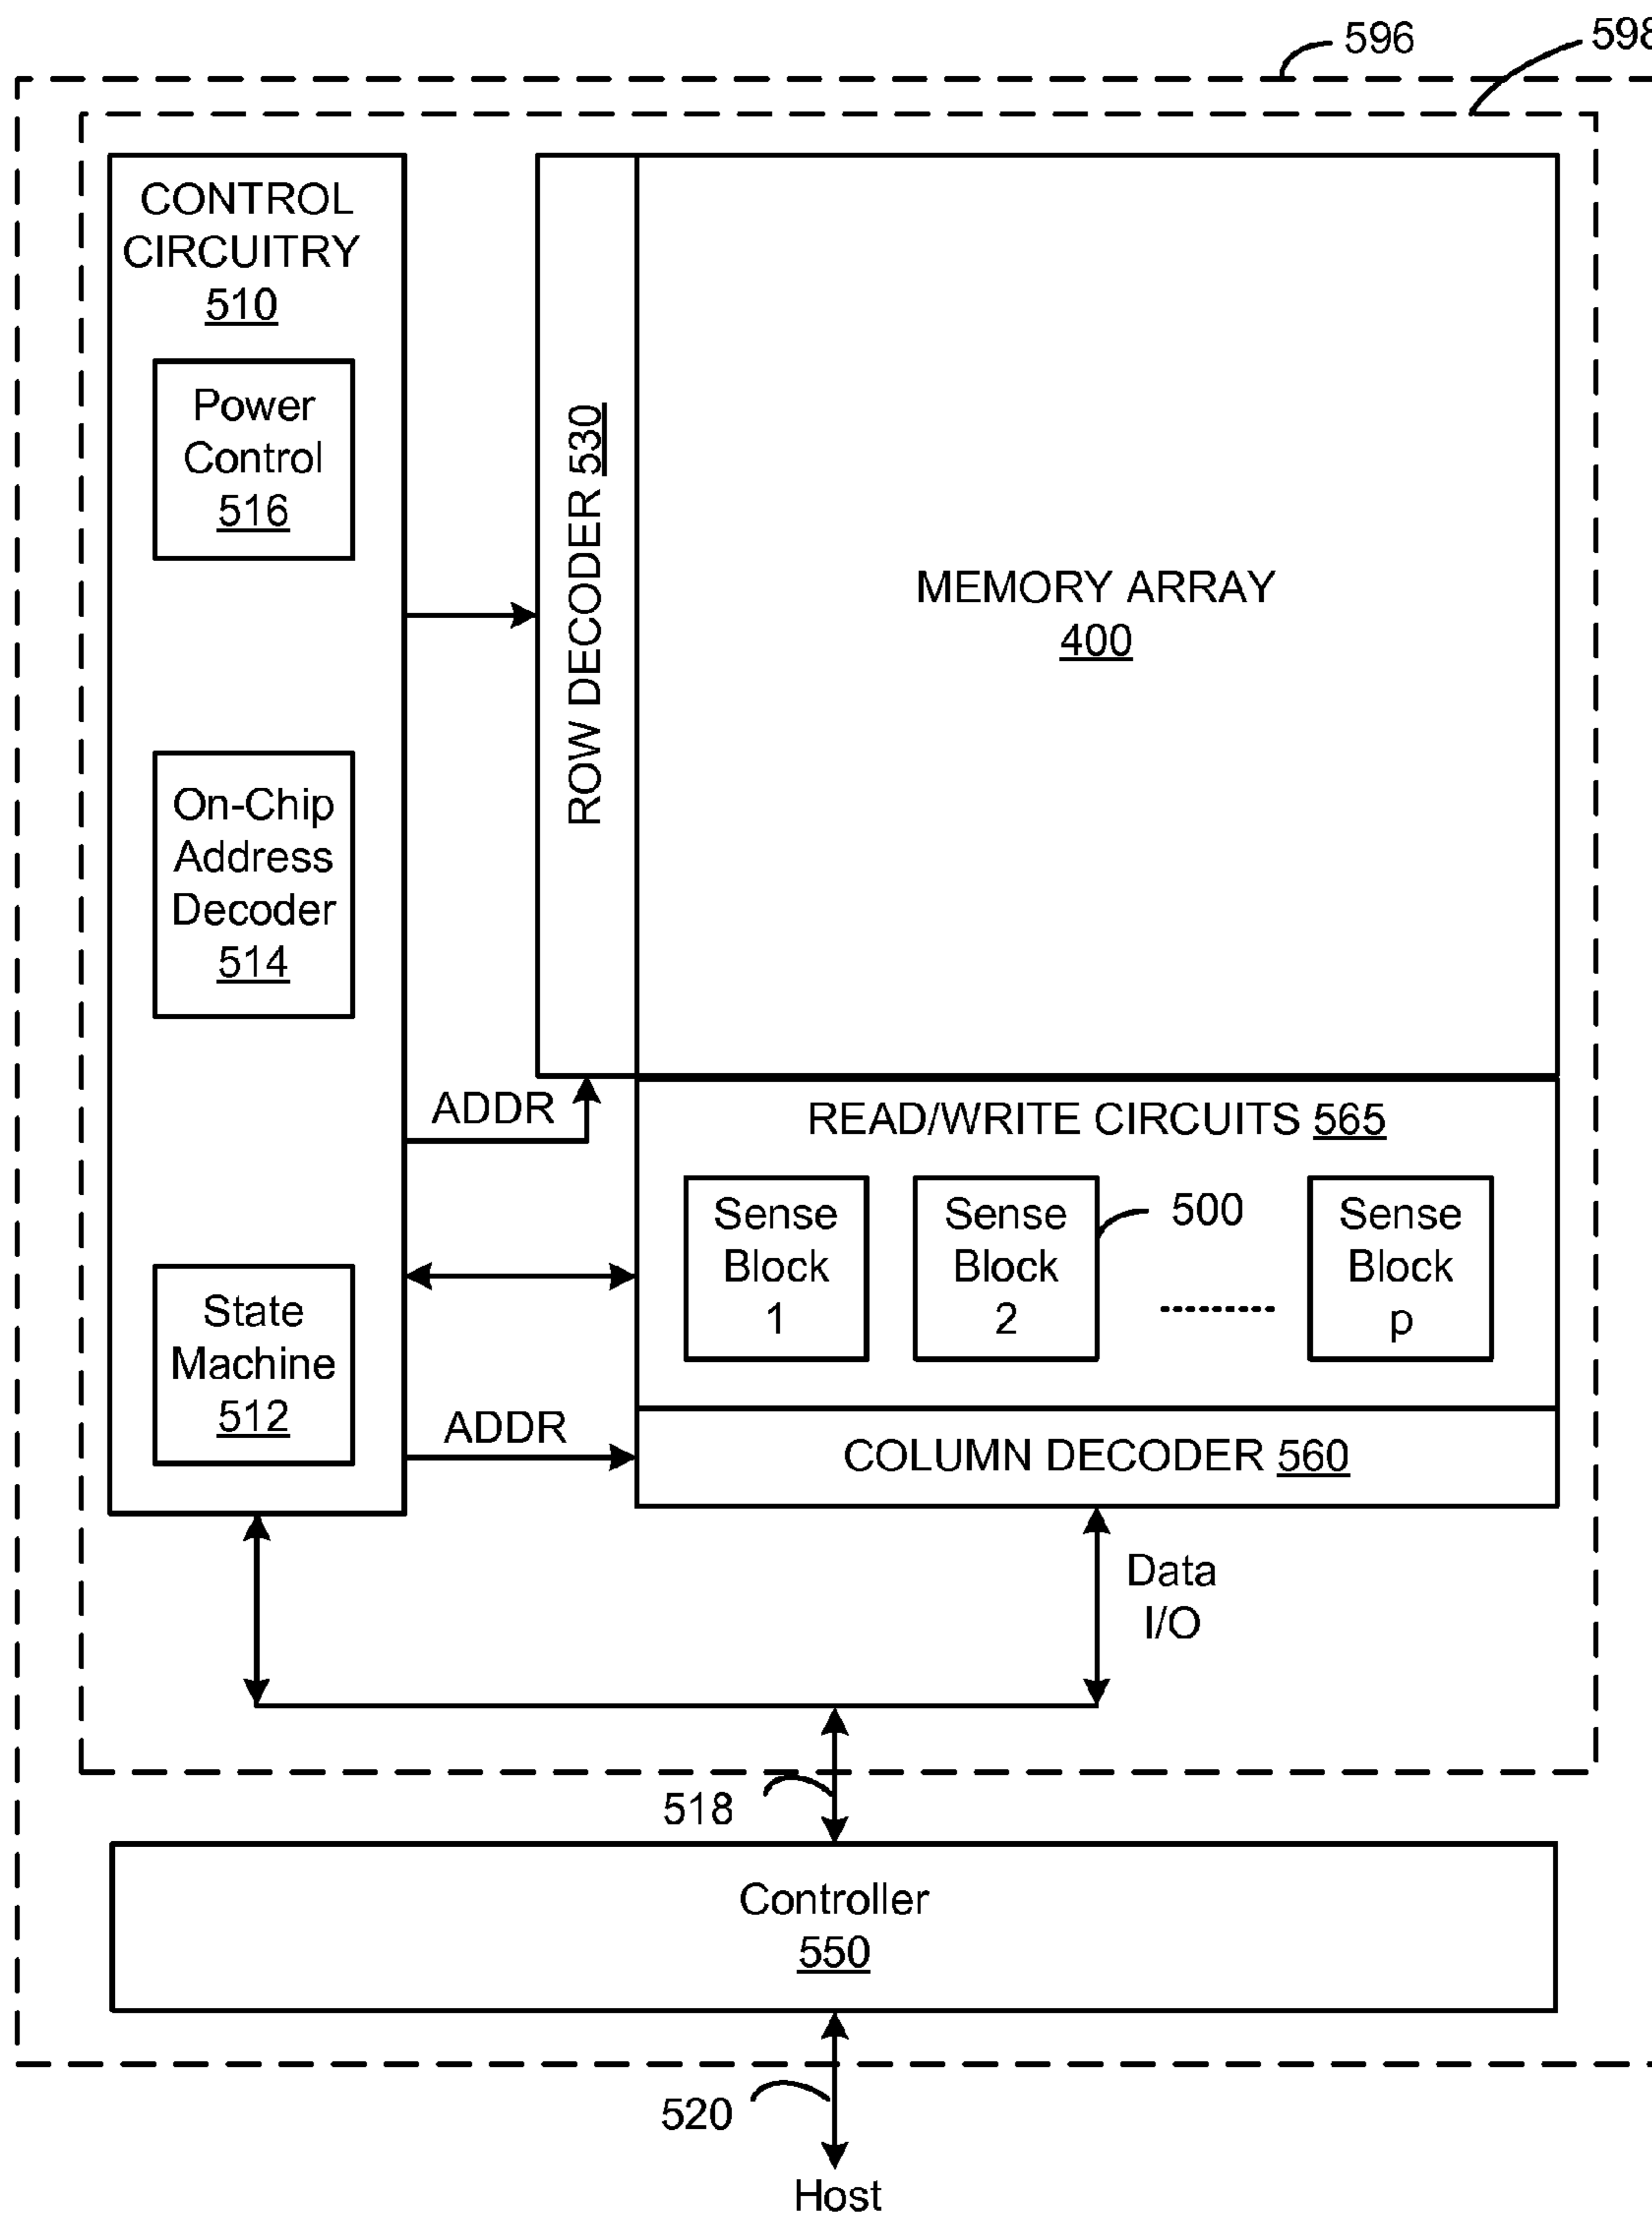 596
598
CONTROL
CIRCUITRY
510
Power
Control
516
On-Chip
Address
Decoder
514
State
Machine
512
ROW DECODER 530
MEMORY ARRAY
400
ADDR
READ/WRITE CIRCUITS 565
Sense
Block
1
Sense
Block
2
500
Sense
Block
p
ADDR
COLUMN DECODER 560
Data
I/O
518
Controller
550
520
Host